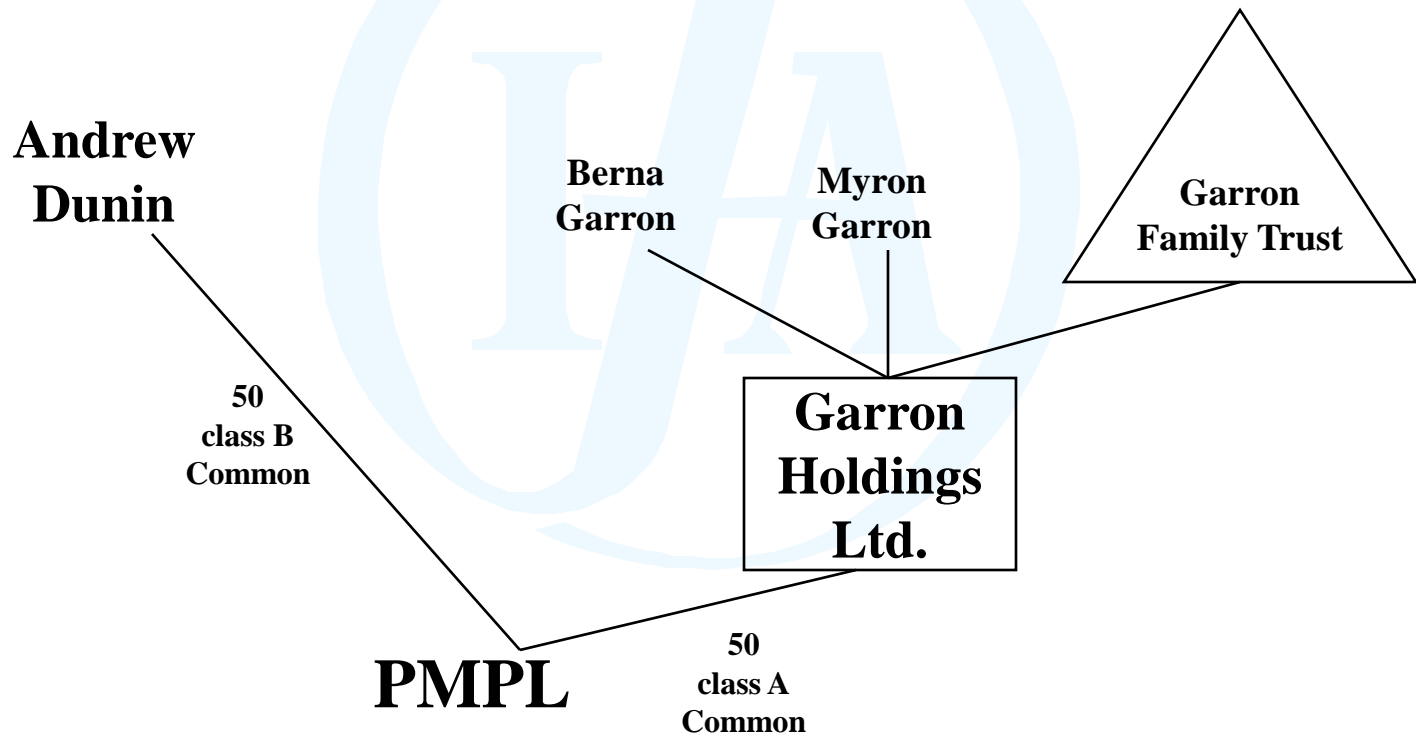 Andrew
Dunin
Berna
Garron
Myron
Garron
Garron
Family Trust
50
class B
Common
Garron
Holdings
Ltd.
PMPL
50
class A
Common
IFA